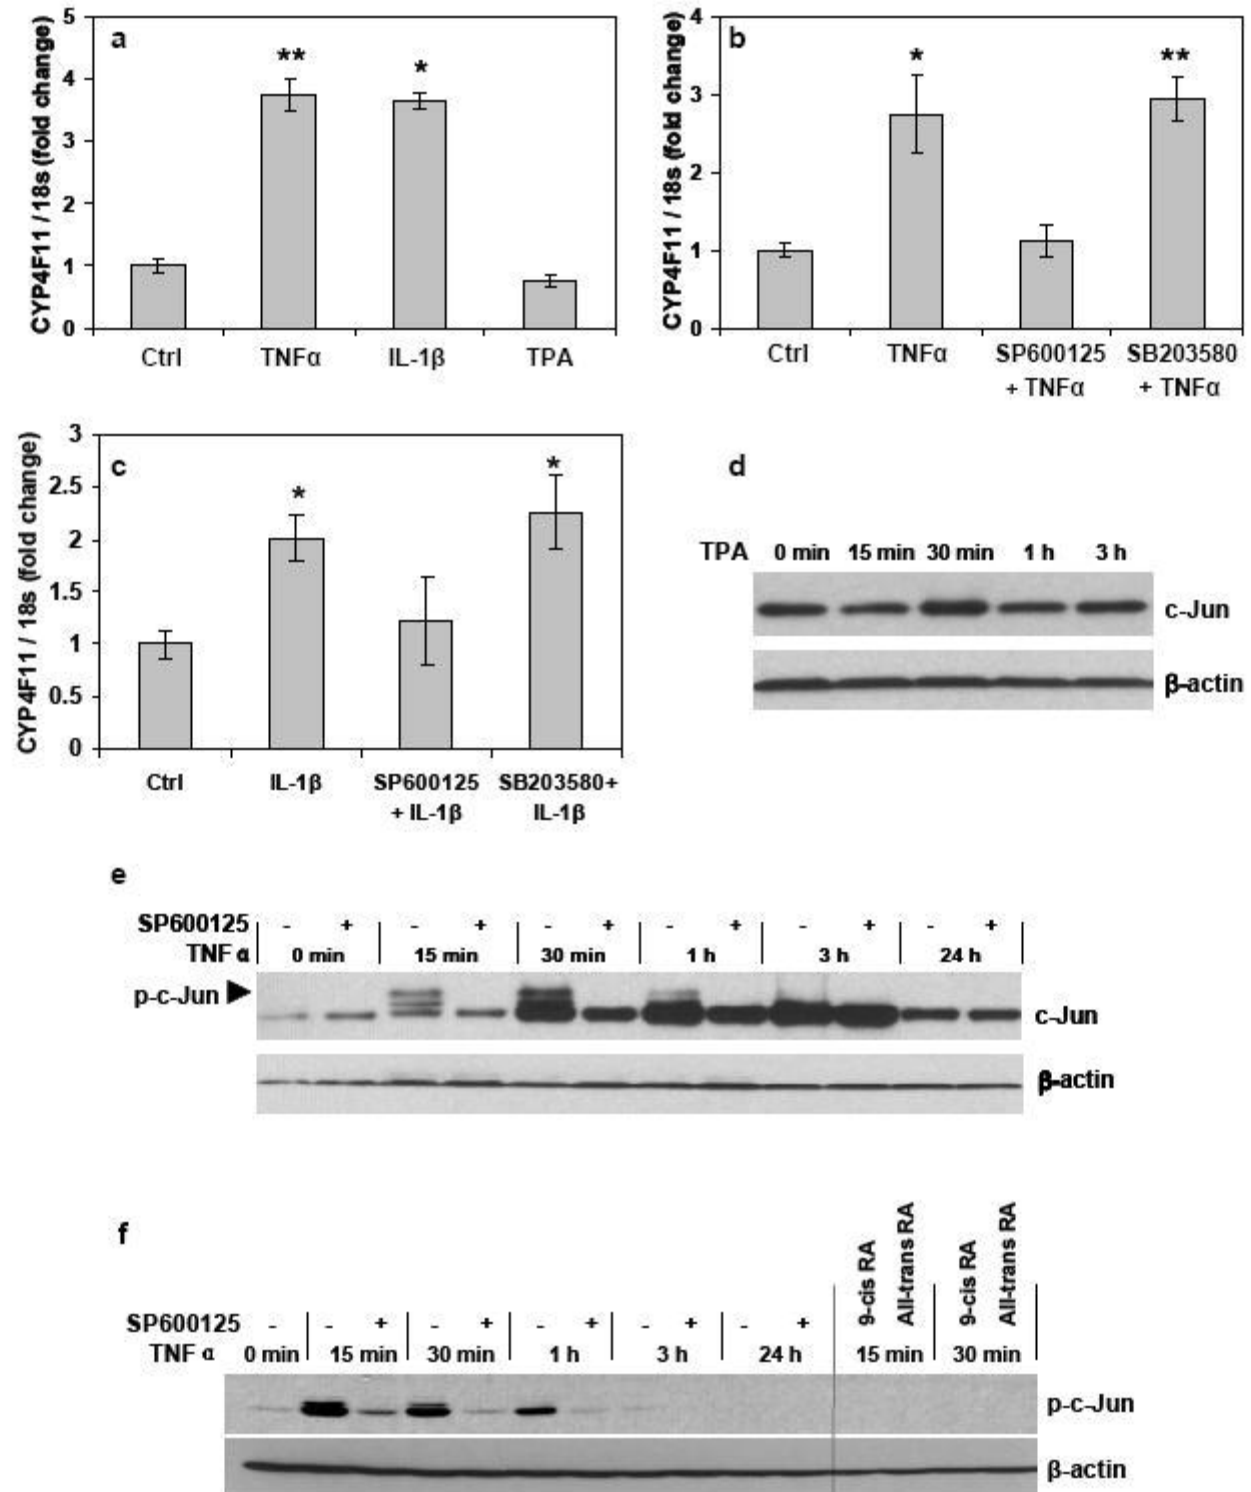 a
CYP4F11 / 18s (fold change)
5
4
3
2
1
0
**
*
Ctrl
TNFα
IL-1β
TPA
b
CYP4F11 / 18s (fold change)
4
3
2
1
0
*
**
Ctrl
TNFα
SP600125
+ TNFα
SB203580
+ TNFα
c
CYP4F11 / 18s (fold change)
3
2.5
2
1.5
1
0.5
0
*
*
Ctrl
IL-1β
SP600125
+ IL-1β
SB203580+
IL-1β
d
TPA 0 min 15 min 30 min 1 h 3 h
c-Jun
β-actin
e
SP600125 - + - + - + - + - + - +
TNF α 0 min 15 min 30 min 1 h 3 h 24 h
p-c-Jun
c-Jun
β-actin
f
9-cis RA
All-trans RA
9-cis RA
All-trans RA
SP600125 - - + - + - + - + - +
TNF α 0 min 15 min 30 min 1 h 3 h 24 h 15 min 30 min
p-c-Jun
β-actin